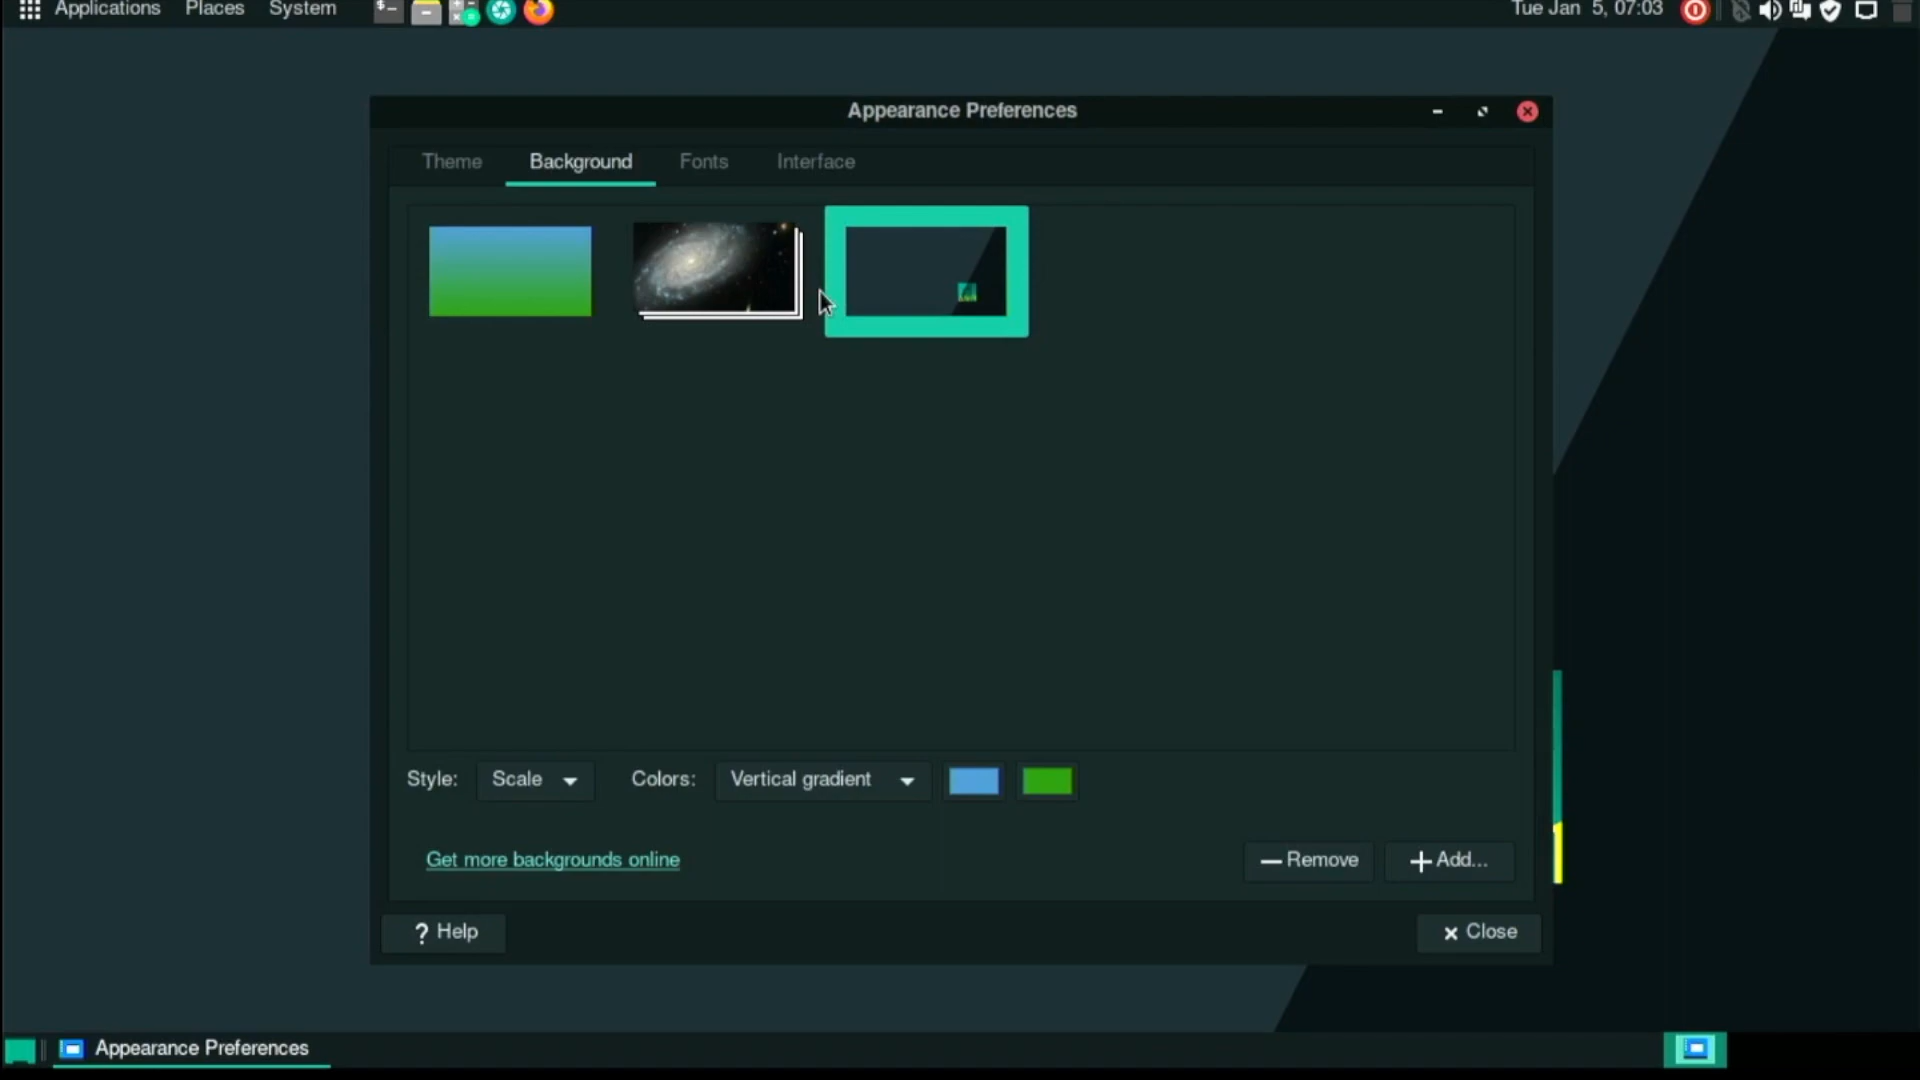 Applications Places System Tue Jan 5, 07:03
Appearance Preferences
Theme Background Fonts Interface
Style: Scale Colors: Vertical gradient
Get more backgrounds online Remove Add...
? Help Close
Appearance Preferences